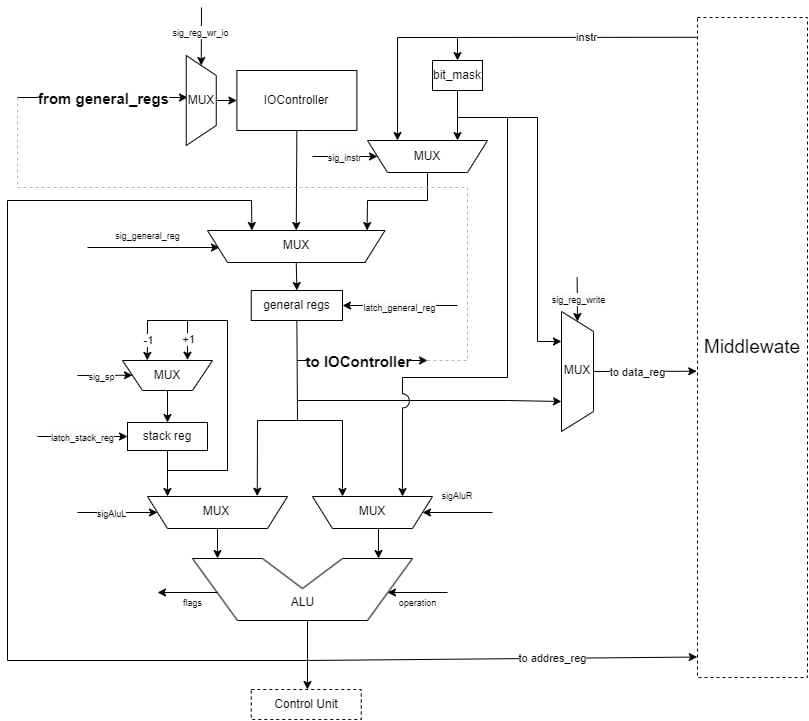 sig_reg_wr_io
instr
bit_mask
from general_regs
MUX
IOController
sig_instr
MUX
sig_general_reg
MUX
sig_reg_write
general regs
latch_general_reg
-1
+1
Middlewate
to IOController
sig_sp
MUX
MUX
to data_reg
latch_stack_reg
stack reg
sigAluL
MUX
MUX
sigAluR
flags
ALU
operation
to addres_reg
Control Unit